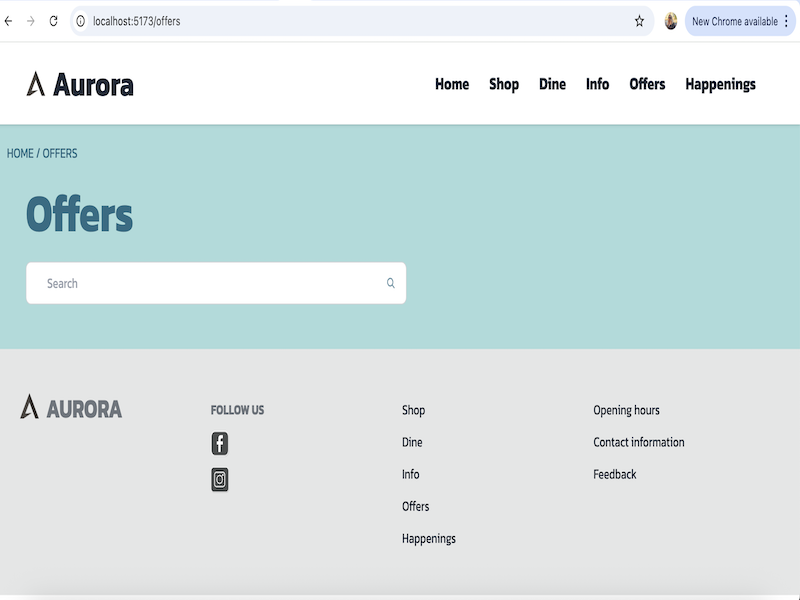 localhost:5173/offers
New Chrome available
Aurora
Home Shop Dine Info Offers Happenings
HOME / OFFERS
Offers
Search
AURORA
FOLLOW US
Shop
Dine
Info
Offers
Happenings
Opening hours
Contact information
Feedback